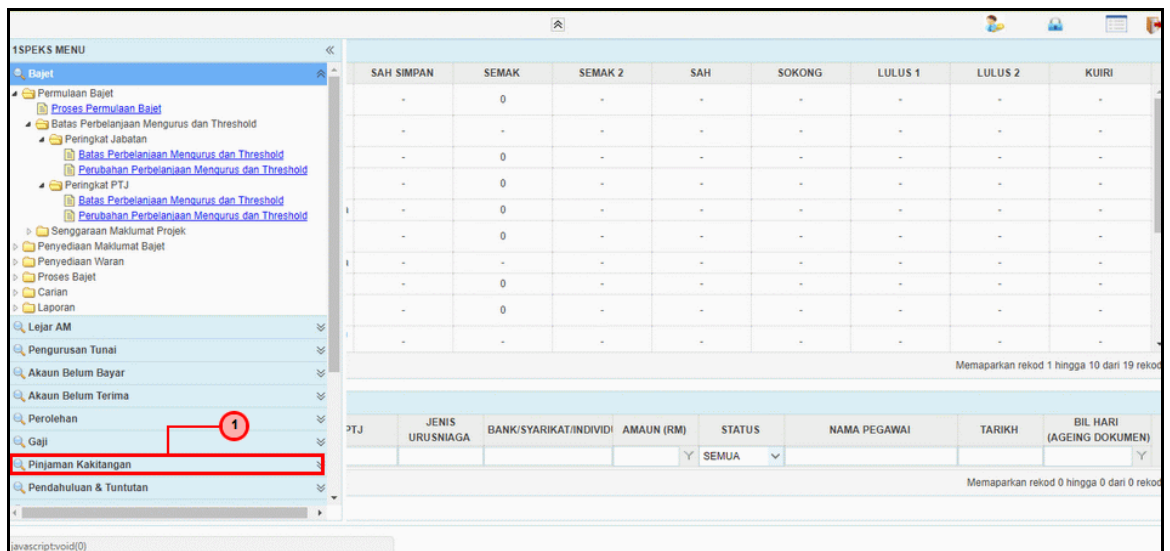 1SPEKS MENU
Bajet
Permulaan Bajet
Proses Permulaan Bajet
Batas Perbelanjaan Mengurus dan Threshold
Peringkat Jabatan
Batas Perbelanjaan Mengurus dan Threshold
Perubahan Perbelanjaan Mengurus dan Threshold
Peringkat PTJ
Batas Perbelanjaan Mengurus dan Threshold
Perubahan Perbelanjaan Mengurus dan Threshold
Senggaraan Maklumat Projek
Penyediaan Maklumat Bajet
Penyediaan Waran
Proses Bajet
Carian
Laporan
Lejar AM
Pengurusan Tunai
Akaun Belum Bayar
Akaun Belum Terima
Perolehan
1
Gaji
Pinjaman Kakitangan
Pendahuluan & Tuntutan
SAH SIMPAN SEMAK SEMAK 2 SAH SOKONG LULUS 1 LULUS 2 KUIRI
- 0 - - - - - -
- - - - - - - -
- 0 - - - - - -
- 0 - - - - - -
- 0 - - - - - -
- 0 - - - - - -
- - - - - - - -
- 0 - - - - - -
- 0 - - - - - -
- - - - - - - -
Memaparkan rekod 1 hingga 10 dari 19 rekod
PTJ JENIS URUSNIAGA BANK/SYARIKAT/INDIVIDU AMAUN (RM) STATUS NAMA PEGAWAI TARIKH BIL HARI (AGEING DOKUMEN)
SEMUA
Memaparkan rekod 0 hingga 0 dari 0 rekod
javascript:void(0)